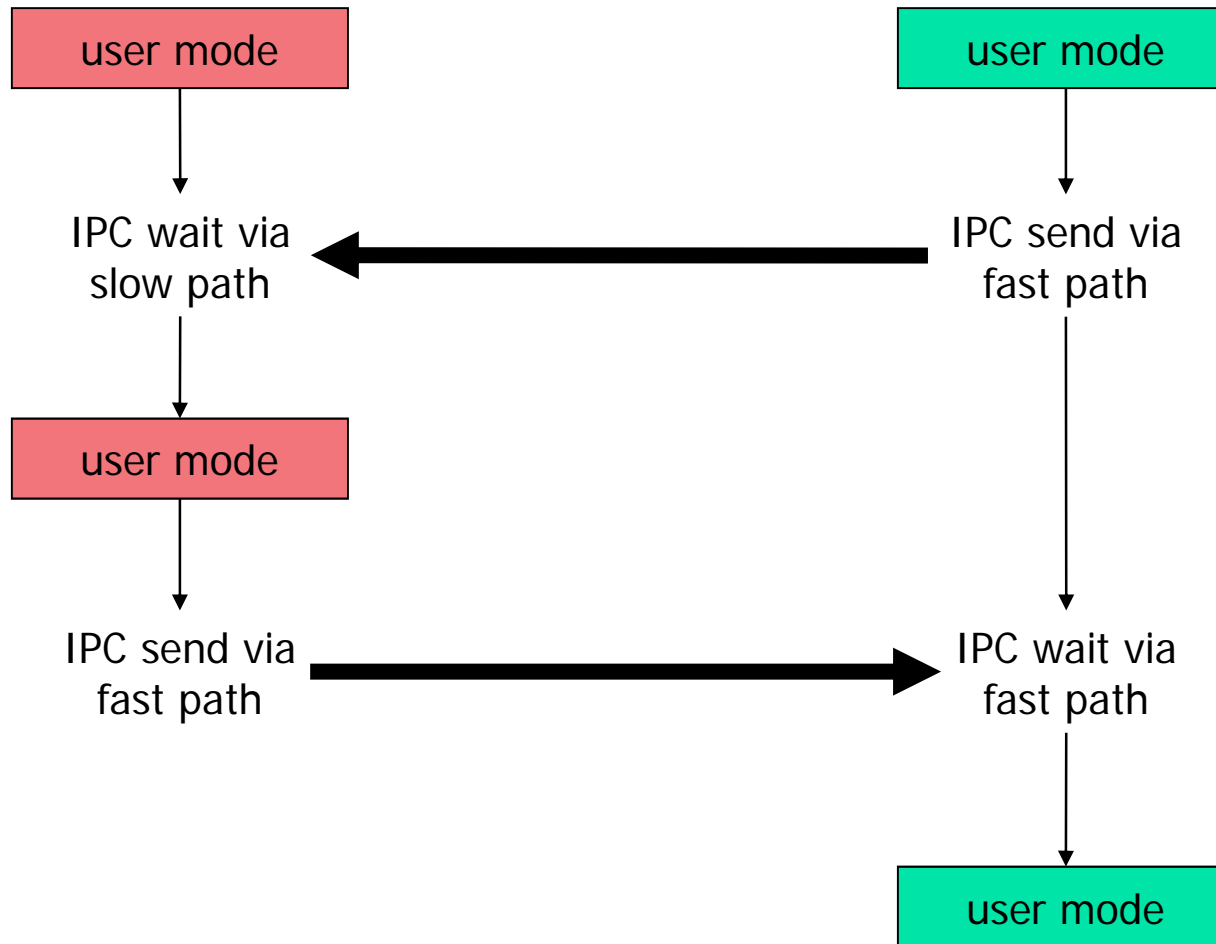 user mode
user mode
IPC wait via
slow path
IPC send via
fast path
user mode
IPC send via
fast path
IPC wait via
fast path
user mode